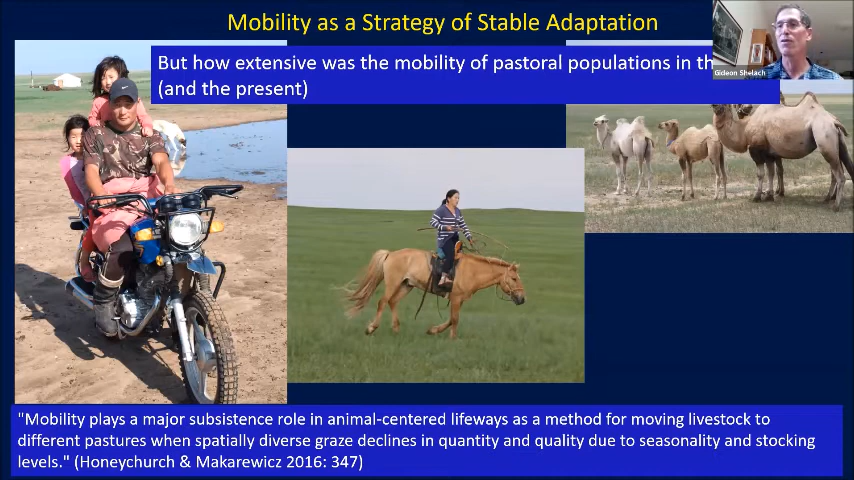 Mobility as a Strategy of Stable Adaptation
But how extensive was the mobility of pastoral populations in
(and the present)
Gideon Shelach
"Mobility plays a major subsistence role in animal-centered lifeways as a method for moving livestock to
different pastures when spatially diverse graze declines in quantity and quality due to seasonality and stocking
levels." (Honeychurch & Makarewicz 2016: 347)